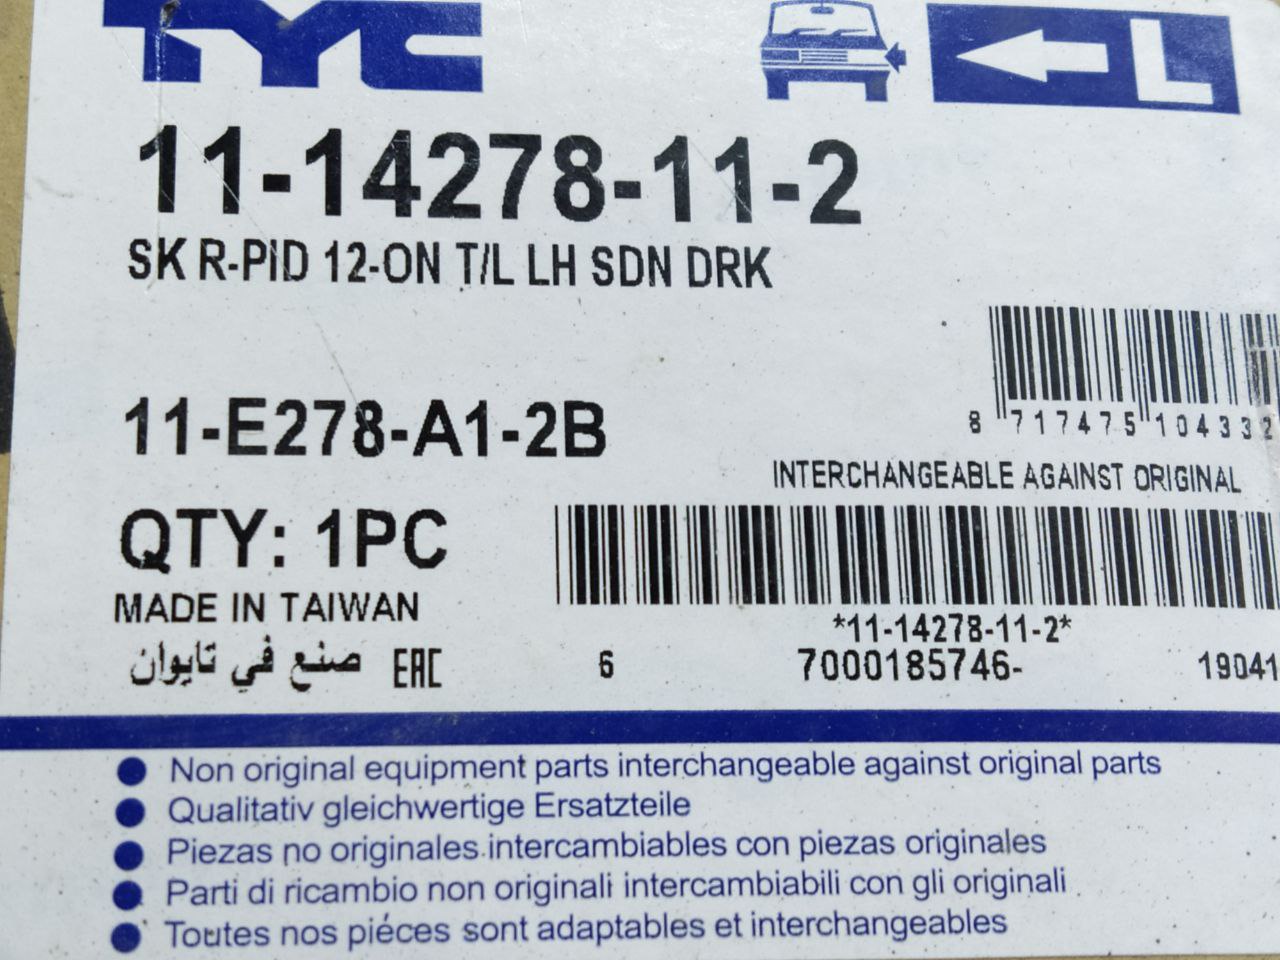 TYC
L
11-14278-11-2
SK R-PID 12-ON T/L LH SDN DRK
8 717475 104332
11-E278-A1-2B
INTERCHANGEABLE AGAINST ORIGINAL
QTY: 1PC
MADE IN TAIWAN
*11-14278-11-2*
صنع في تايوان EAC
6 7000185746- 19041
Non original equipment parts interchangeable against original parts
Qualitativ gleichwertige Ersatzteile
Piezas no originales intercambiables con piezas originales
Parti di ricambio non originali intercambiabili con gli originali
Toutes nos piéces sont adaptables et interchangeables